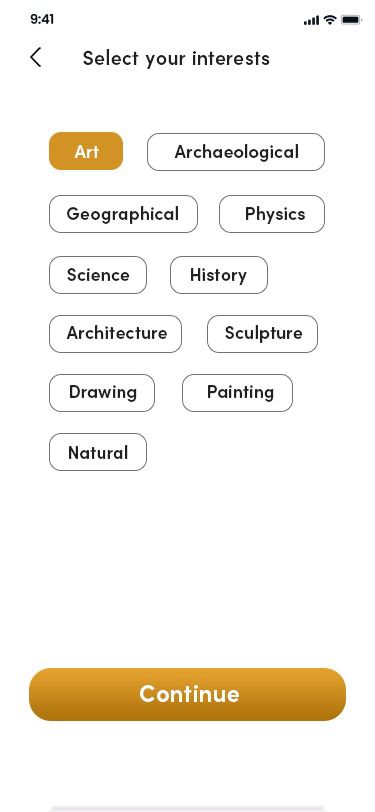 9:41
Select your interests
Art Archaeological
Geographical Physics
Science History
Architecture Sculpture
Drawing Painting
Natural
Continue